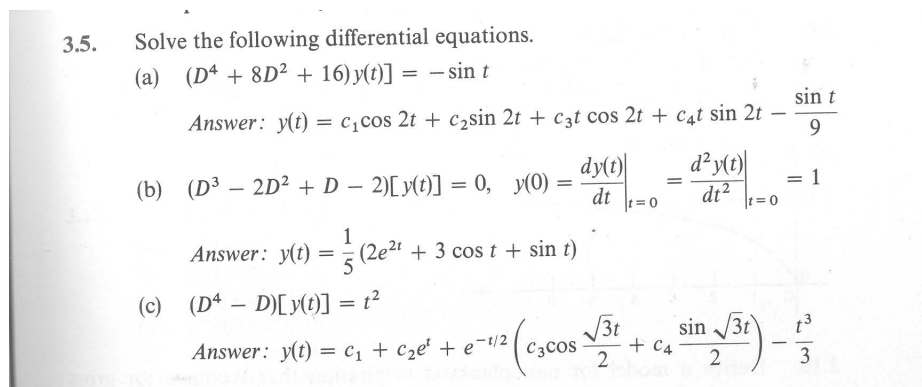 3.5. Solve the following differential equations.
(a) (D⁴ + 8D² + 16)y(t)] = − sin t
Answer: y(t) = c₁cos 2t + c₂sin 2t + c₃t cos 2t + c₄t sin 2t − sin t / 9
(b) (D³ − 2D² + D − 2)[y(t)] = 0, y(0) = dy(t)/dt |t=0 = d²y(t)/dt² |t=0 = 1
Answer: y(t) = 1/5 (2e²ᵗ + 3 cos t + sin t)
(c) (D⁴ − D)[y(t)] = t²
Answer: y(t) = c₁ + c₂eᵗ + e^(−t/2) (c₃cos √3t/2 + c₄ sin √3t/2) − t³/3